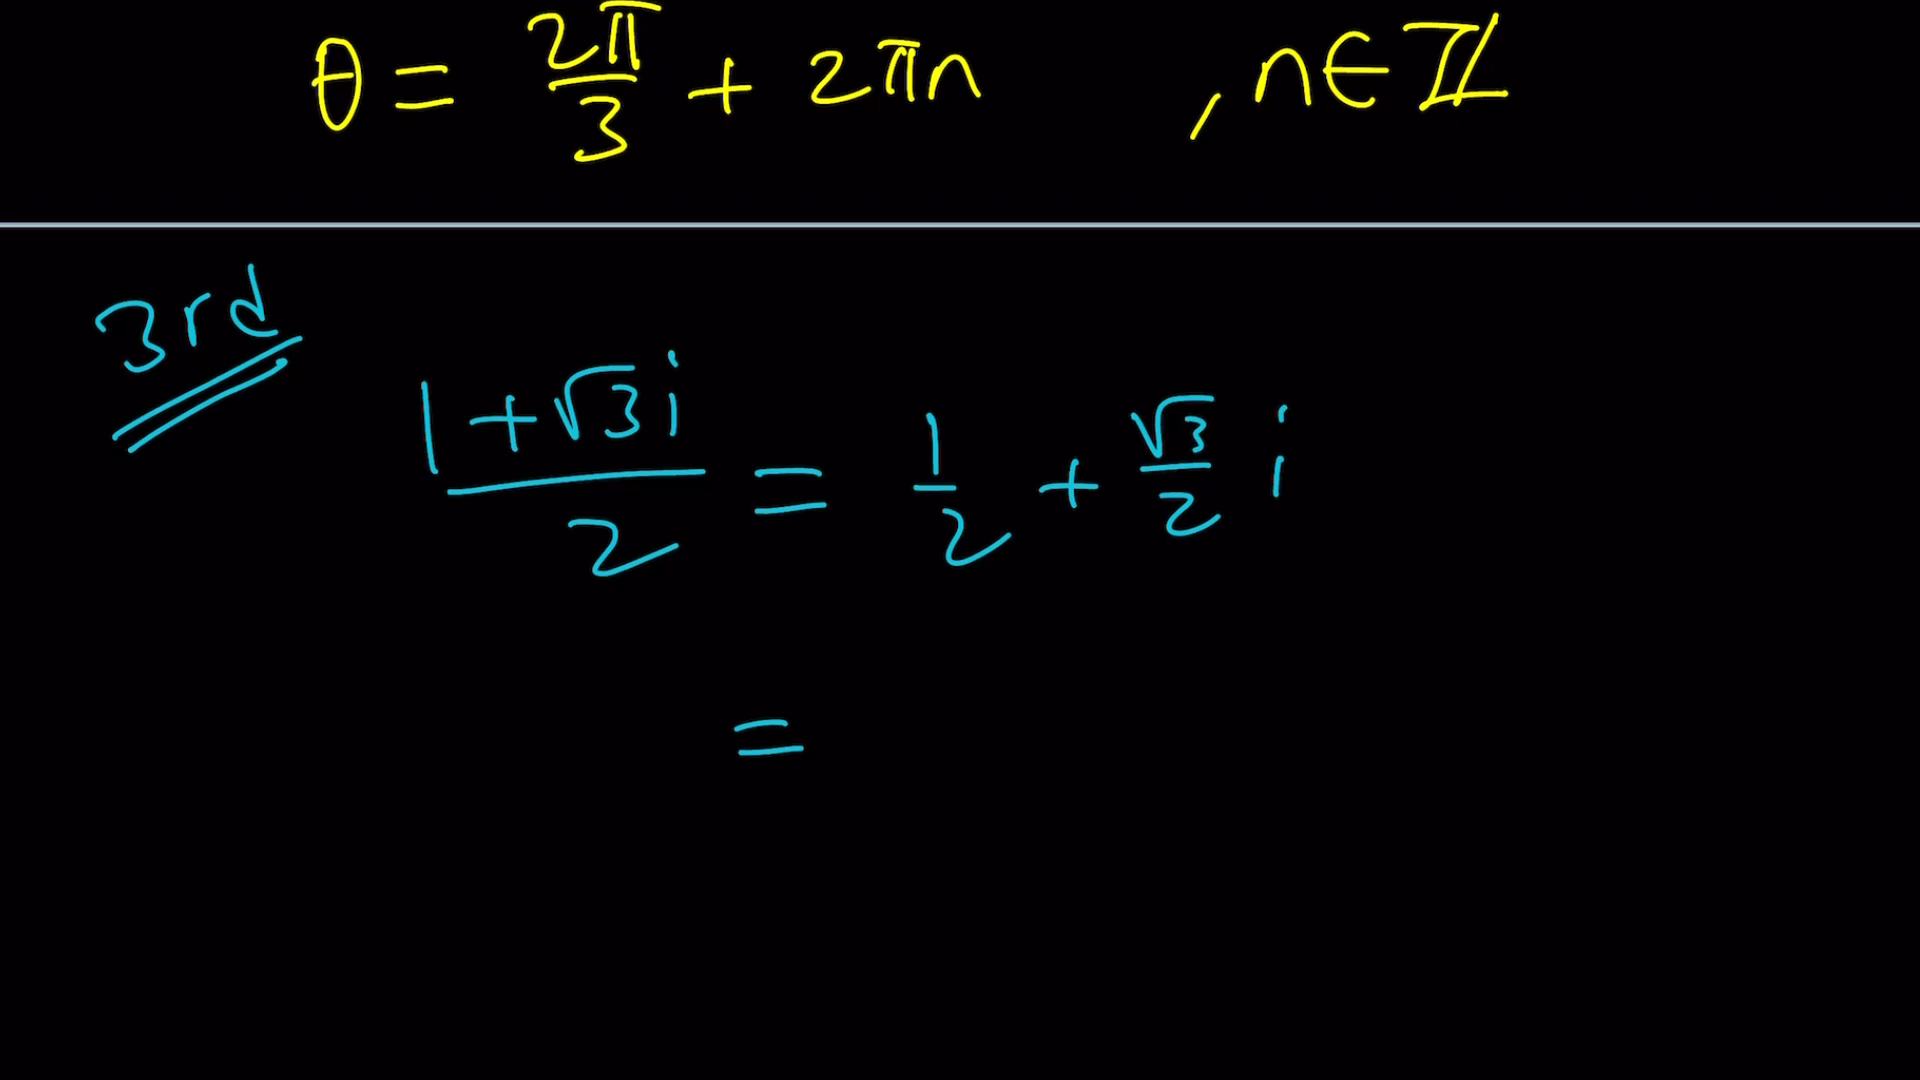 θ = 2π/3 + 2πn , n ∈ ℤ
3rd
(1 + √3 i)/2 = 1/2 + √3/2 i
=